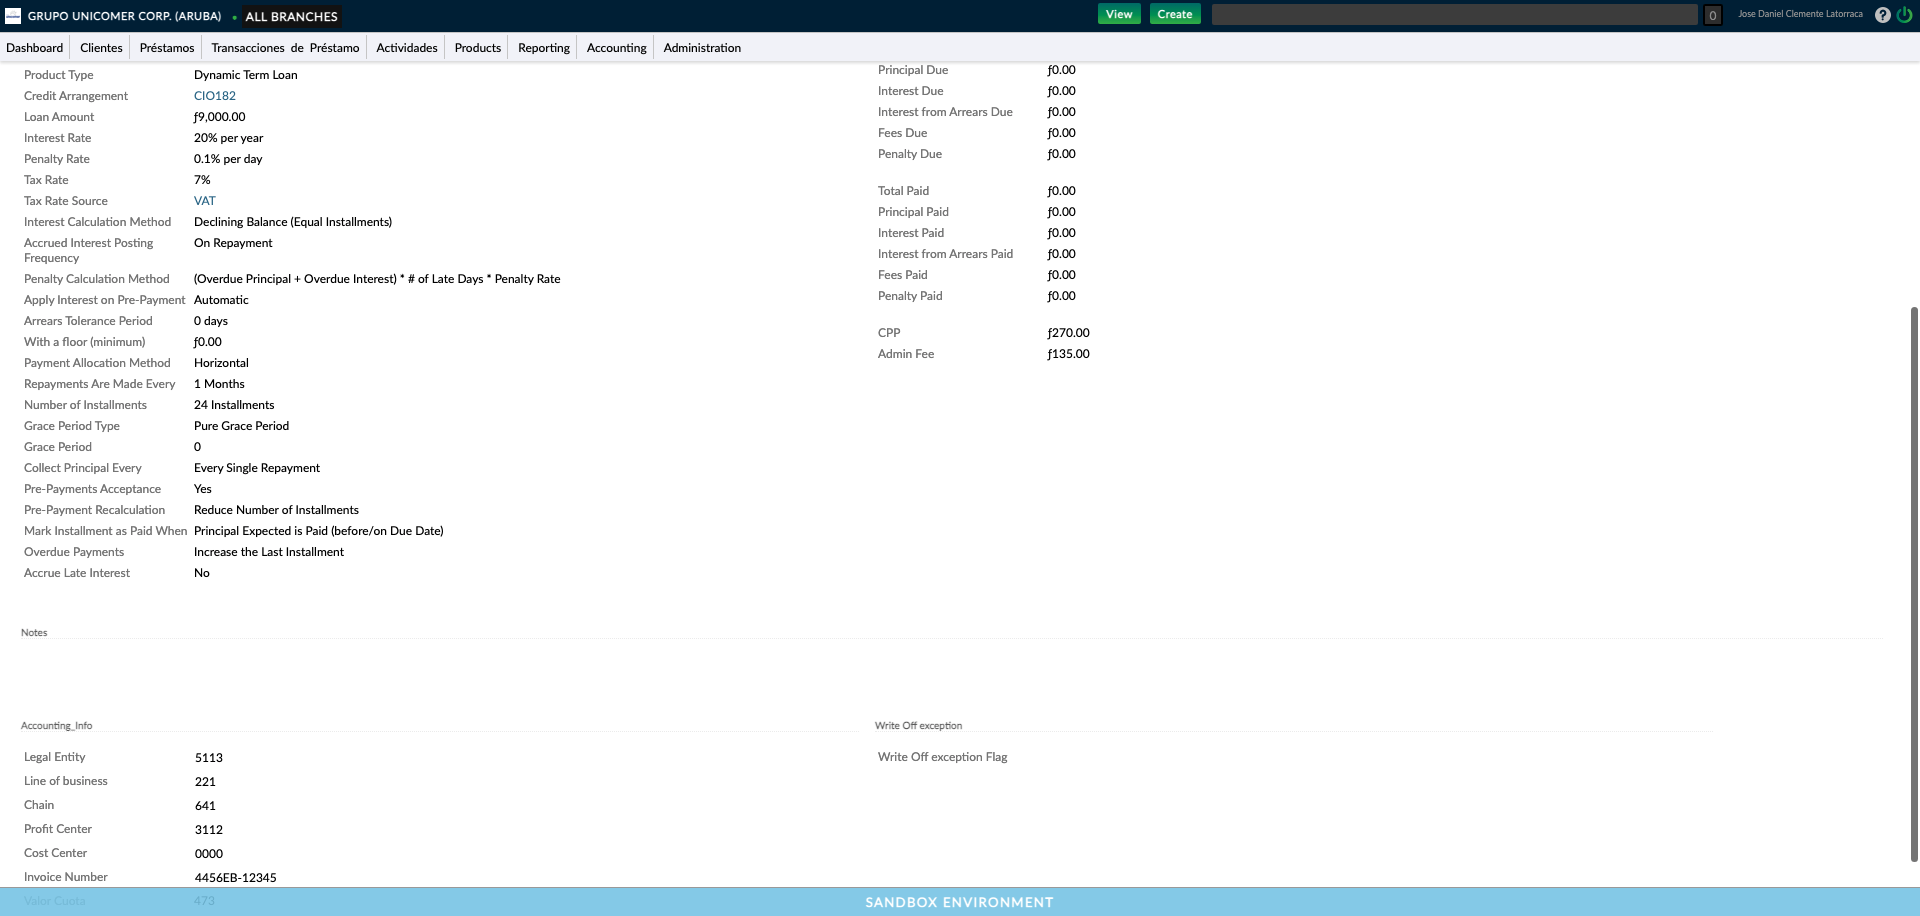 GRUPO UNICOMER CORP. (ARUBA) • ALL BRANCHES
View Create 0 Jose Daniel Clemente Latorraca ?
Dashboard Clientes Préstamos Transacciones de Préstamo Actividades Products Reporting Accounting Administration
Product Type Dynamic Term Loan
Credit Arrangement CIO182
Loan Amount ƒ9,000.00
Interest Rate 20% per year
Penalty Rate 0.1% per day
Tax Rate 7%
Tax Rate Source VAT
Interest Calculation Method Declining Balance (Equal Installments)
Accrued Interest Posting Frequency On Repayment
Penalty Calculation Method (Overdue Principal + Overdue Interest) * # of Late Days * Penalty Rate
Apply Interest on Pre-Payment Automatic
Arrears Tolerance Period 0 days
With a floor (minimum) ƒ0.00
Payment Allocation Method Horizontal
Repayments Are Made Every 1 Months
Number of Installments 24 Installments
Grace Period Type Pure Grace Period
Grace Period 0
Collect Principal Every Every Single Repayment
Pre-Payments Acceptance Yes
Pre-Payment Recalculation Reduce Number of Installments
Mark Installment as Paid When Principal Expected is Paid (before/on Due Date)
Overdue Payments Increase the Last Installment
Accrue Late Interest No
Principal Due ƒ0.00
Interest Due ƒ0.00
Interest from Arrears Due ƒ0.00
Fees Due ƒ0.00
Penalty Due ƒ0.00
Total Paid ƒ0.00
Principal Paid ƒ0.00
Interest Paid ƒ0.00
Interest from Arrears Paid ƒ0.00
Fees Paid ƒ0.00
Penalty Paid ƒ0.00
CPP ƒ270.00
Admin Fee ƒ135.00
Notes
Accounting_Info
Legal Entity 5113
Line of business 221
Chain 641
Profit Center 3112
Cost Center 0000
Invoice Number 4456EB-12345
Valor Cuota 473
Write Off exception
Write Off exception Flag
SANDBOX ENVIRONMENT